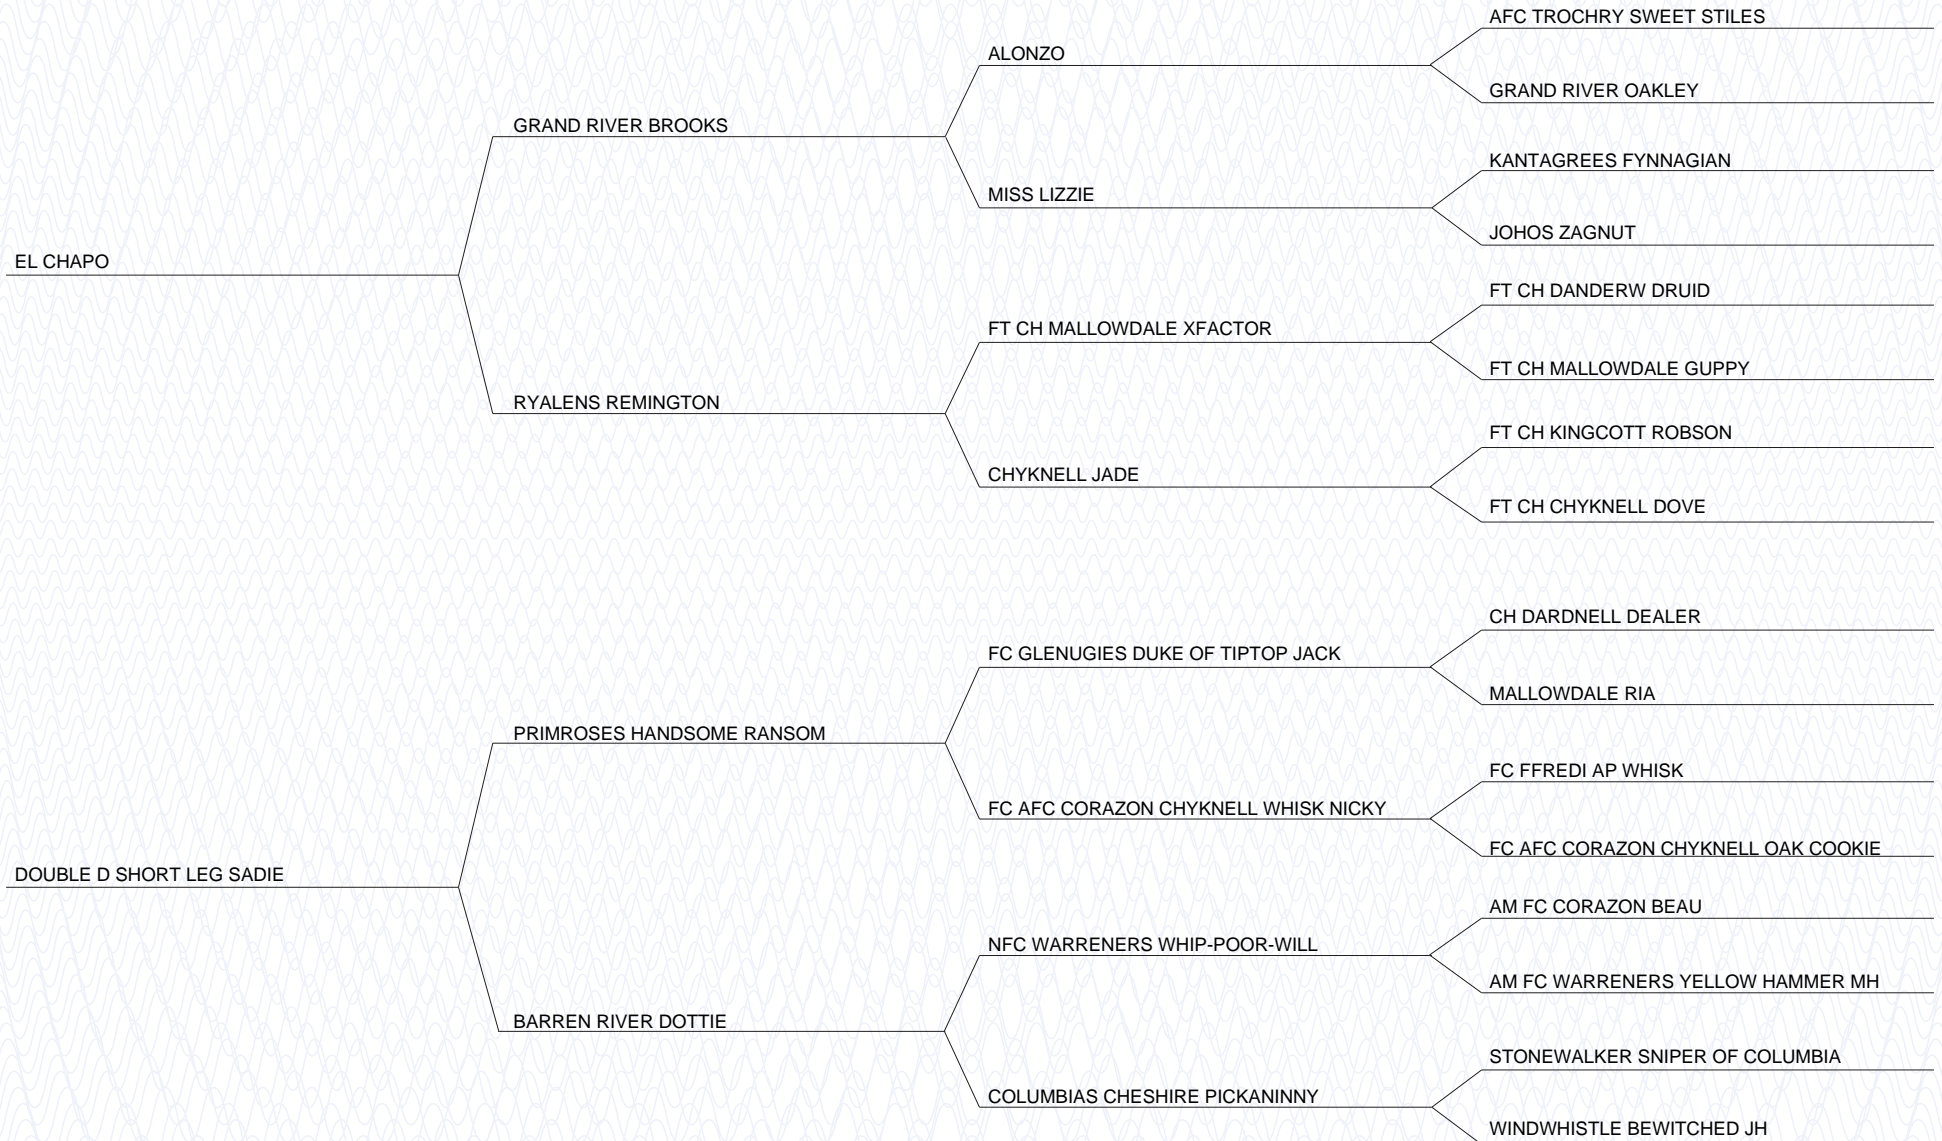 AFC TROCHRY SWEET STILES
ALONZO
GRAND RIVER OAKLEY
GRAND RIVER BROOKS
KANTAGREES FYNNAGIAN
MISS LIZZIE
JOHOS ZAGNUT
EL CHAPO
FT CH DANDERW DRUID
FT CH MALLOWDALE XFACTOR
FT CH MALLOWDALE GUPPY
RYALENS REMINGTON
FT CH KINGCOTT ROBSON
CHYKNELL JADE
FT CH CHYKNELL DOVE
CH DARDNELL DEALER
FC GLENUGIES DUKE OF TIPTOP JACK
MALLOWDALE RIA
PRIMROSES HANDSOME RANSOM
FC FFREDI AP WHISK
FC AFC CORAZON CHYKNELL WHISK NICKY
FC AFC CORAZON CHYKNELL OAK COOKIE
DOUBLE D SHORT LEG SADIE
AM FC CORAZON BEAU
NFC WARRENERS WHIP-POOR-WILL
AM FC WARRENERS YELLOW HAMMER MH
BARREN RIVER DOTTIE
STONEWALKER SNIPER OF COLUMBIA
COLUMBIAS CHESHIRE PICKANINNY
WINDWHISTLE BEWITCHED JH